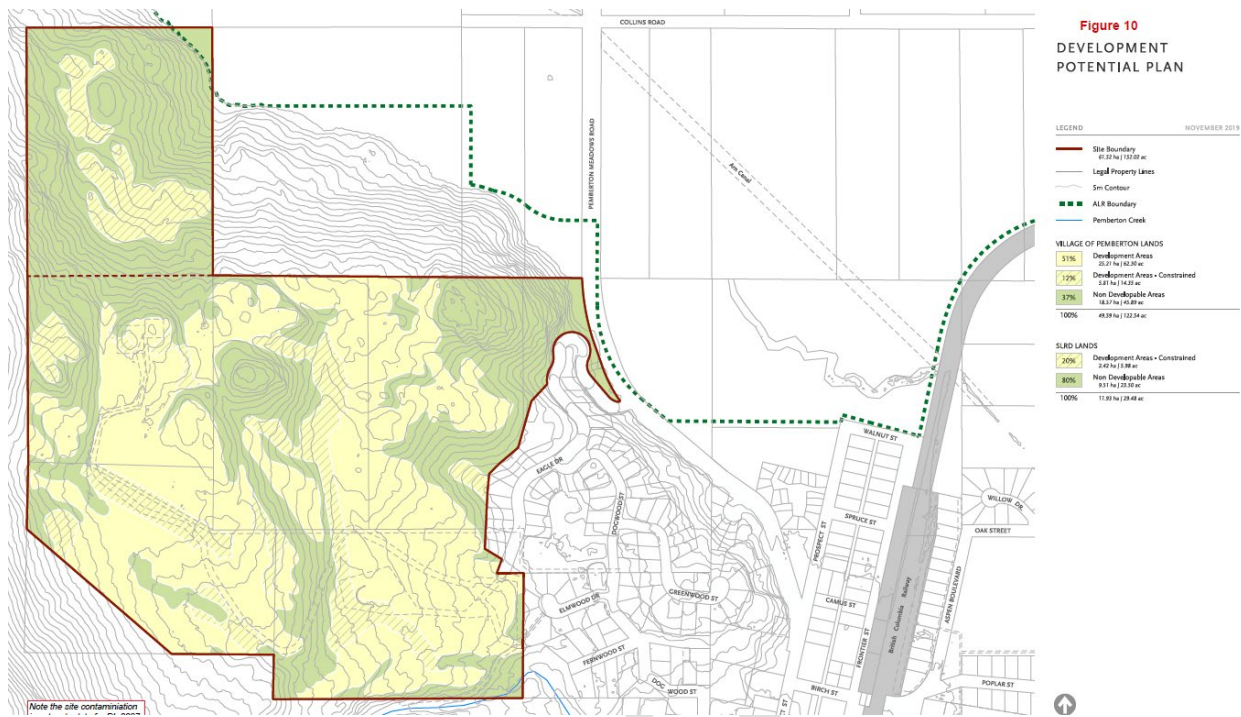 COLLINS ROAD
PEMBERTON MEADOWS ROAD
Arn Canal
WALNUT ST
WILLOW DR.
OAK STREET
SPRUCE ST
PROSPECT ST
EAGLE DR
DOGWOOD ST
GREENWOOD ST
ELMWOOD DR
FERNWOOD ST
DOG
WOOD ST
CAMUS ST
FRONTIER ST
British Columbia Railway
ASPEN BOULEVARD
BIRCH ST
POPLAR ST
Note the site contaminiation
Figure 10
DEVELOPMENT
POTENTIAL PLAN
LEGEND NOVEMBER 2019
Site Boundary
61.32 ha | 152.02 ac
Legal Property Lines
5m Contour
ALR Boundary
Pemberton Creek
VILLAGE OF PEMBERTON LANDS
51% Development Areas
25.21 ha | 62.30 ac
12% Development Areas • Constrained
5.81 ha | 14.35 ac
37% Non Developable Areas
18.37 ha | 45.89 ac
100% 49.39 ha | 122.54 ac
SLRD LANDS
20% Development Areas • Constrained
2.42 ha | 5.98 ac
80% Non Developable Areas
9.51 ha | 23.50 ac
100% 11.93 ha | 29.48 ac